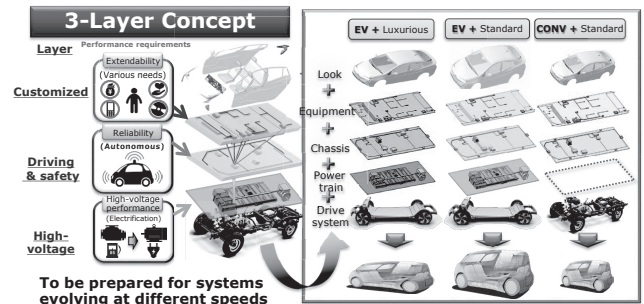 3-Layer Concept
Layer
Performance requirements
Extendability
(Various needs)
Customized
Reliability
(Autonomous)
Driving
& safety
High-voltage
performance
(Electrification)
High-
voltage
To be prepared for systems
evolving at different speeds
EV + Luxurious
EV + Standard
CONV + Standard
Look
+
Equipment
+
Chassis
+
Power
train
+
Drive
system